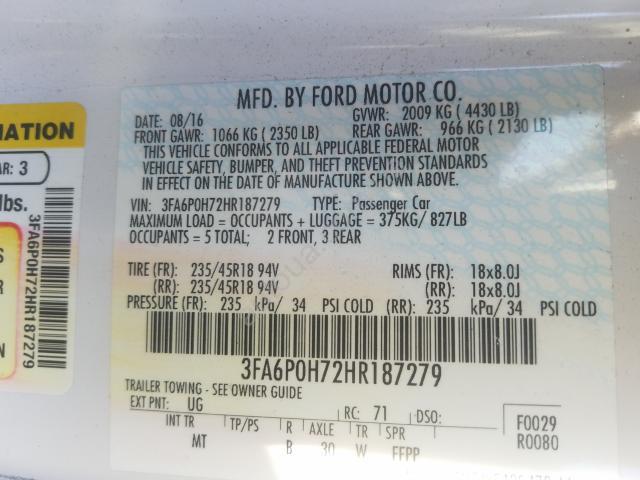 MFD. BY FORD MOTOR CO.
DATE: 08/16 GVWR: 2009 KG ( 4430 LB)
FRONT GAWR: 1066 KG ( 2350 LB) REAR GAWR: 966 KG ( 2130 LB)
THIS VEHICLE CONFORMS TO ALL APPLICABLE FEDERAL MOTOR
VEHICLE SAFETY, BUMPER, AND THEFT PREVENTION STANDARDS
IN EFFECT ON THE DATE OF MANUFACTURE SHOWN ABOVE.
VIN: 3FA6P0H72HR187279 TYPE: Passenger Car
MAXIMUM LOAD = OCCUPANTS + LUGGAGE = 375KG/ 827LB
OCCUPANTS = 5 TOTAL; 2 FRONT, 3 REAR
TIRE (FR): 235/45R18 94V RIMS (FR): 18x8.0J
(RR): 235/45R18 94V (RR): 18x8.0J
PRESSURE (FR): 235 kPa/ 34 PSI COLD (RR): 235 kPa/ 34 PSI COLD
3FA6P0H72HR187279
TRAILER TOWING - SEE OWNER GUIDE
EXT PNT: UG RC: 71 DSO:
INT TR TP/PS R AXLE TR SPR
MT B 30 W FFPP
F0029
R0080
MATION
AR: 3
lbs.
3FA6P0H72HR187279